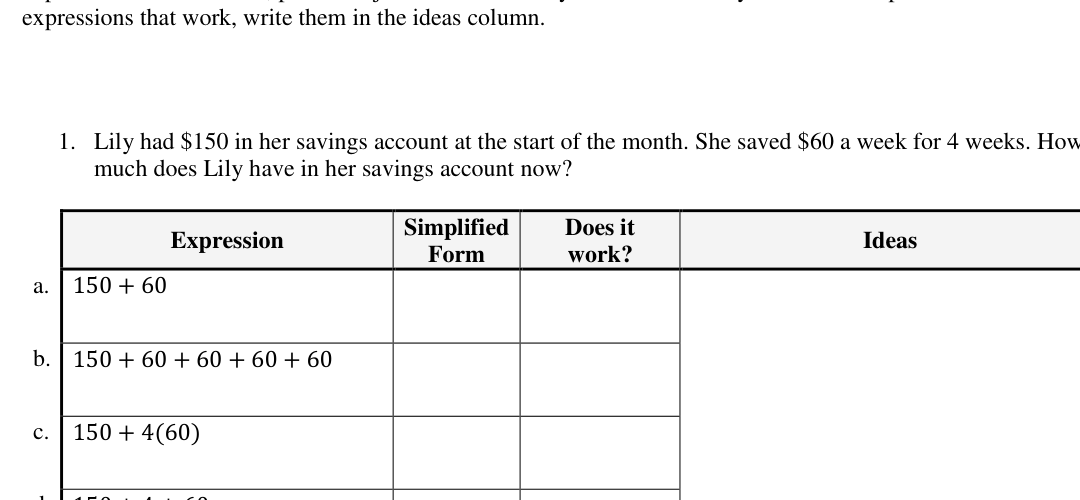 expressions that work, write them in the ideas column.
1. Lily had $150 in her savings account at the start of the month. She saved $60 a week for 4 weeks. How
much does Lily have in her savings account now?
Expression Simplified Form Does it work? Ideas
a. 150 + 60
b. 150 + 60 + 60 + 60 + 60
c. 150 + 4(60)